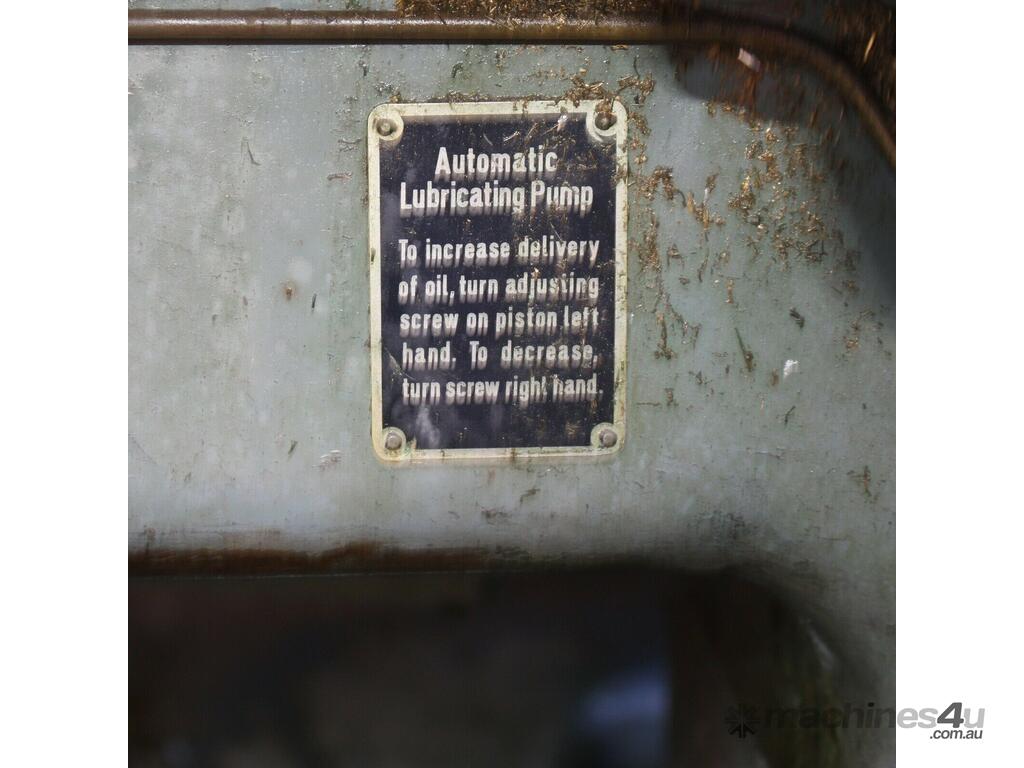 Automatic
Lubricating Pump
To increase delivery
of oil, turn adjusting
screw on piston left
hand. To decrease,
turn screw right hand.
machines4u
.com.au